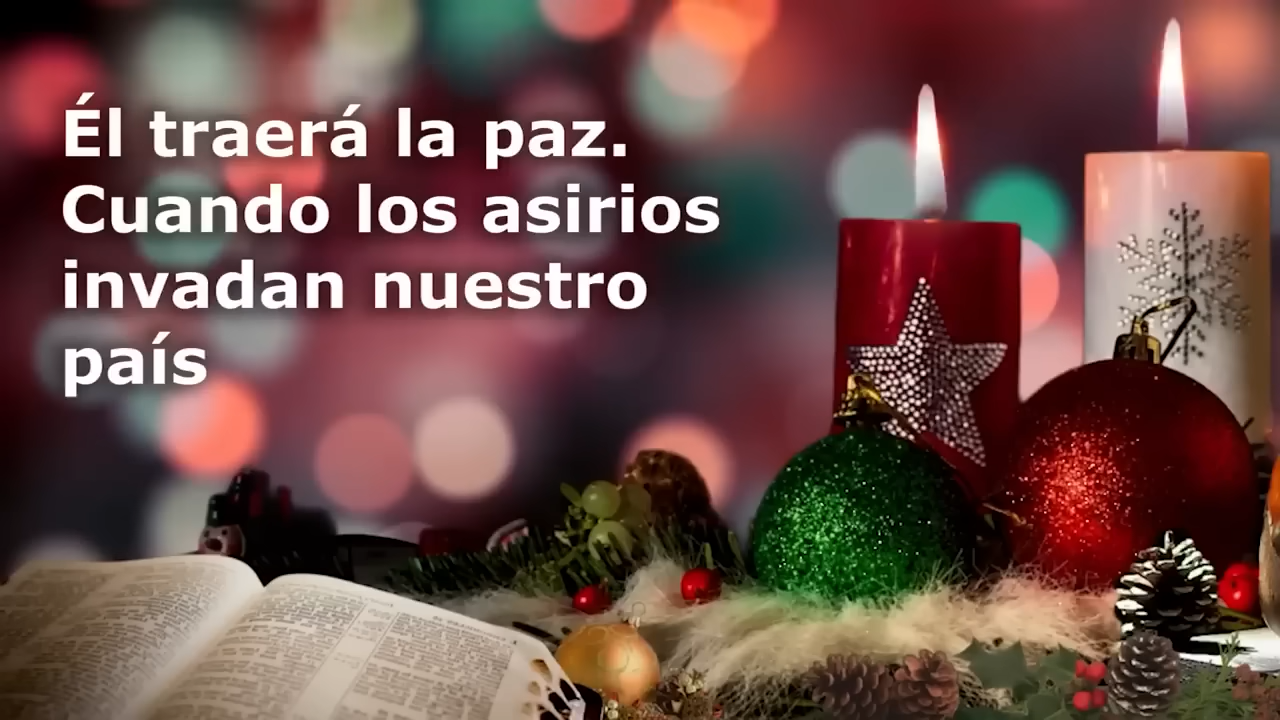 Él traerá la paz.
Cuando los asirios
invadan nuestro
país